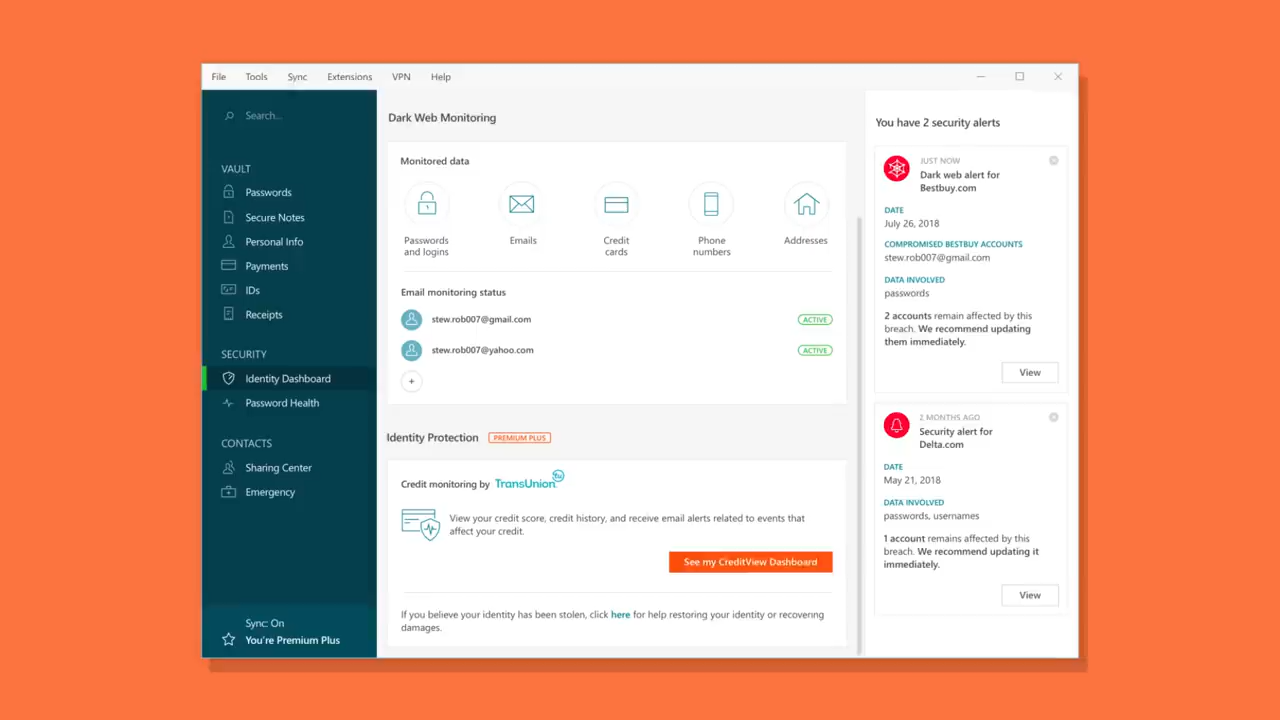 File Tools Sync Extensions VPN Help
Search...
VAULT
Passwords
Secure Notes
Personal Info
Payments
IDs
Receipts
SECURITY
Identity Dashboard
Password Health
CONTACTS
Sharing Center
Emergency
Sync: On
You're Premium Plus
Dark Web Monitoring
Monitored data
Passwords
and logins
Emails
Credit
cards
Phone
numbers
Addresses
Email monitoring status
stew.rob007@gmail.com ACTIVE
stew.rob007@yahoo.com ACTIVE
+
Identity Protection PREMIUM PLUS
Credit monitoring by TransUnion tu
View your credit score, credit history, and receive email alerts related to events that
affect your credit.
See my CreditView Dashboard
If you believe your identity has been stolen, click here for help restoring your identity or recovering
damages.
You have 2 security alerts
JUST NOW
Dark web alert for
Bestbuy.com
DATE
July 26, 2018
COMPROMISED BESTBUY ACCOUNTS
stew.rob007@gmail.com
DATA INVOLVED
passwords
2 accounts remain affected by this
breach. We recommend updating
them immediately.
View
2 MONTHS AGO
Security alert for
Delta.com
DATE
May 21, 2018
DATA INVOLVED
passwords, usernames
1 account remains affected by this
breach. We recommend updating it
immediately.
View